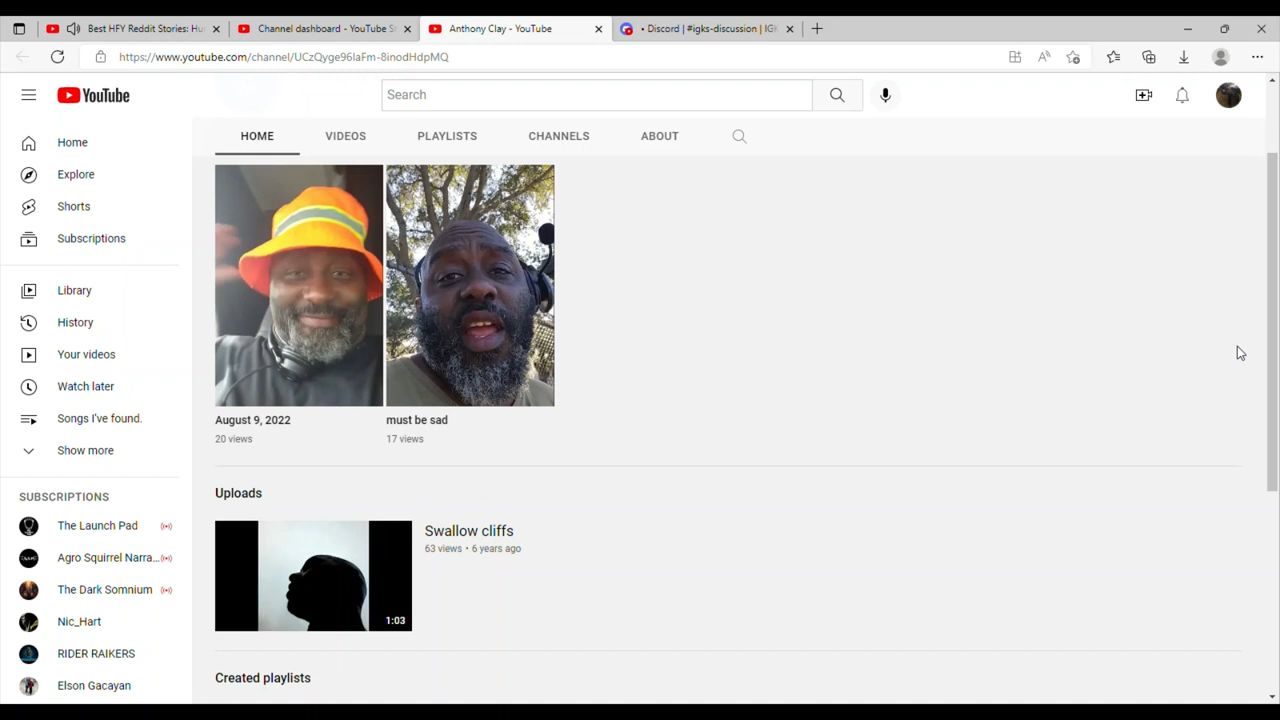 Best HFY Reddit Stories: Hu
Channel dashboard - YouTube S
Anthony Clay - YouTube
• Discord | #igks-discussion | IGK
https://www.youtube.com/channel/UCzQyge96IaFm-8inodHdpMQ
YouTube
Search
HOME
VIDEOS
PLAYLISTS
CHANNELS
ABOUT
Home
Explore
Shorts
Subscriptions
Library
History
Your videos
Watch later
Songs I've found.
Show more
SUBSCRIPTIONS
The Launch Pad
Agro Squirrel Narra...
The Dark Somnium
Nic_Hart
RIDER RAIKERS
Elson Gacayan
August 9, 2022
20 views
must be sad
17 views
Uploads
1:03
Swallow cliffs
63 views • 6 years ago
Created playlists